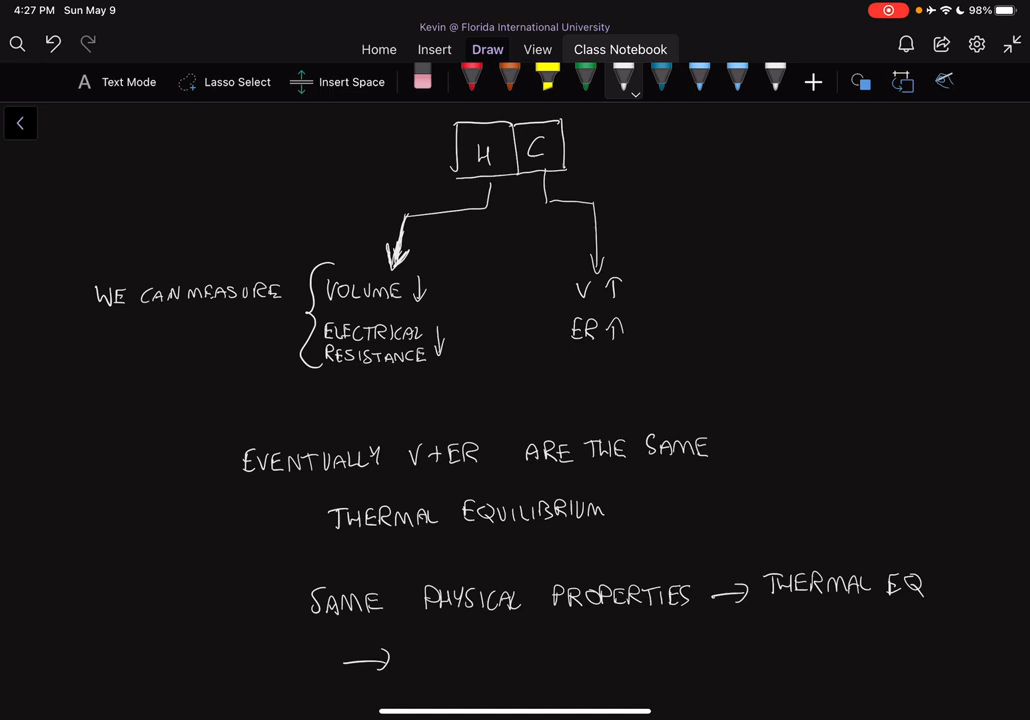 4:27 PM Sun May 9
98%
Kevin @ Florida International University
Home Insert Draw View Class Notebook
Text Mode Lasso Select Insert Space
H C
WE CAN MEASURE
VOLUME ↓
ELECTRICAL
RESISTANCE ↓
V ↑
ER ↑
EVENTUALLY V+ER ARE THE SAME
THERMAL EQUILIBRIUM
SAME PHYSICAL PROPERTIES → THERMAL EQ
→